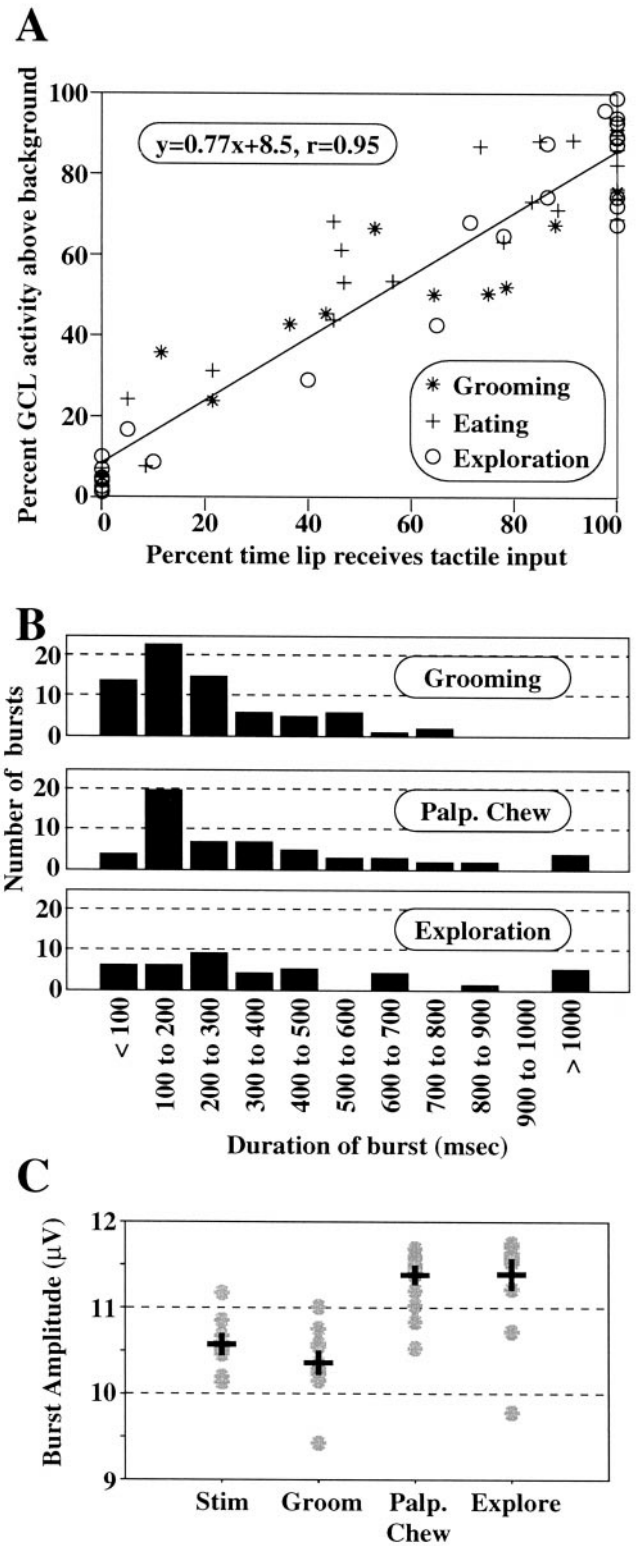 A
Percent GCL activity above background
100
80
60
40
20
0
y=0.77x+8.5, r=0.95
Grooming
Eating
Exploration
0 20 40 60 80 100
Percent time lip receives tactile input
B
Number of bursts
20
10
0
Grooming
20
10
0
Palp. Chew
20
10
0
Exploration
< 100
100 to 200
200 to 300
300 to 400
400 to 500
500 to 600
600 to 700
700 to 800
800 to 900
900 to 1000
> 1000
Duration of burst (msec)
C
Burst Amplitude (µV)
12
11
10
9
Stim Groom Palp. Chew Explore